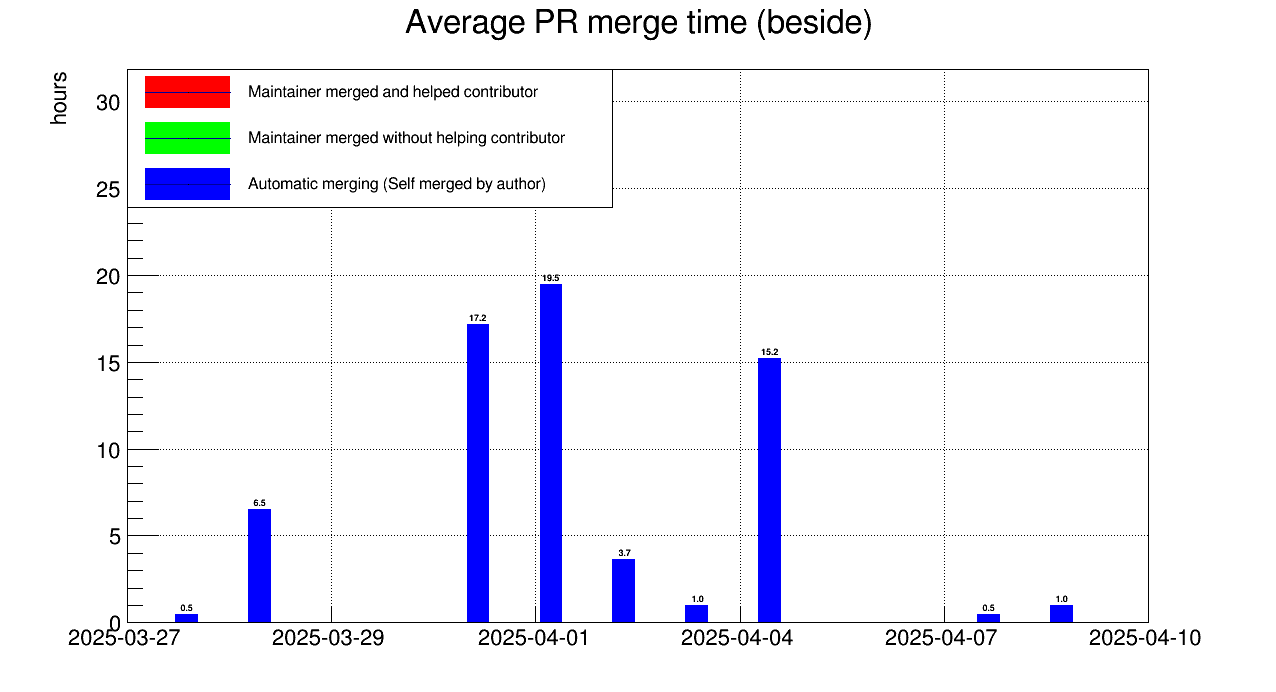 Average PR merge time (beside)
hours
30
25
20
15
10
5
0
Maintainer merged and helped contributor
Maintainer merged without helping contributor
Automatic merging (Self merged by author)
0.5
6.5
17.2
19.5
3.7
1.0
15.2
0.5
1.0
2025-03-27 2025-03-29 2025-04-01 2025-04-04 2025-04-07 2025-04-10